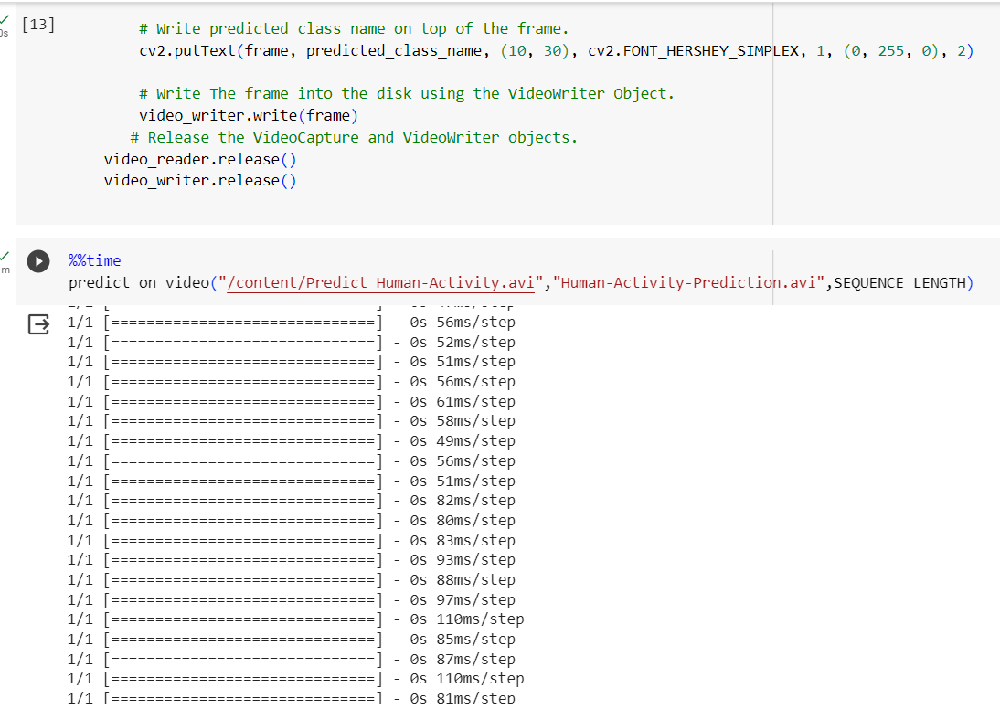 [13]
# Write predicted class name on top of the frame.
0s
cv2.putText(frame, predicted_class_name, (10, 30), cv2.FONT_HERSHEY_SIMPLEX, 1, (0, 255, 0), 2)
# Write The frame into the disk using the VideoWriter Object.
video_writer.write(frame)
# Release the VideoCapture and VideoWriter objects.
video_reader.release()
video_writer.release()
%%time
m
predict_on_video("/content/Predict_Human-Activity.avi","Human-Activity-Prediction.avi",SEQUENCE_LENGTH)
1/1 [==============================] - 0s 56ms/step
1/1 [==============================] - 0s 52ms/step
1/1 [==============================] - 0s 51ms/step
1/1 [==============================] - 0s 56ms/step
1/1 [==============================] - 0s 61ms/step
1/1 [==============================] - 0s 58ms/step
1/1 [==============================] - 0s 49ms/step
1/1 [==============================] - 0s 56ms/step
1/1 [==============================] - 0s 51ms/step
1/1 [==============================] - 0s 82ms/step
1/1 [==============================] - 0s 80ms/step
1/1 [==============================] - 0s 83ms/step
1/1 [==============================] - 0s 93ms/step
1/1 [==============================] - 0s 88ms/step
1/1 [==============================] - 0s 97ms/step
1/1 [==============================] - 0s 110ms/step
1/1 [==============================] - 0s 85ms/step
1/1 [==============================] - 0s 87ms/step
1/1 [==============================] - 0s 110ms/step
1/1 [==============================] - 0s 81ms/step